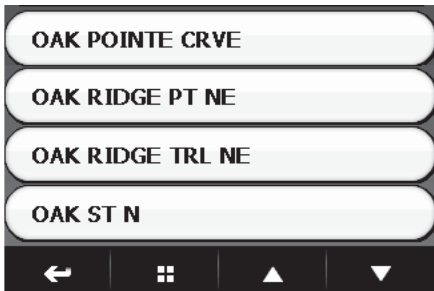 OAK POINTE CRVE
OAK RIDGE PT NE
OAK RIDGE TRL NE
OAK ST N